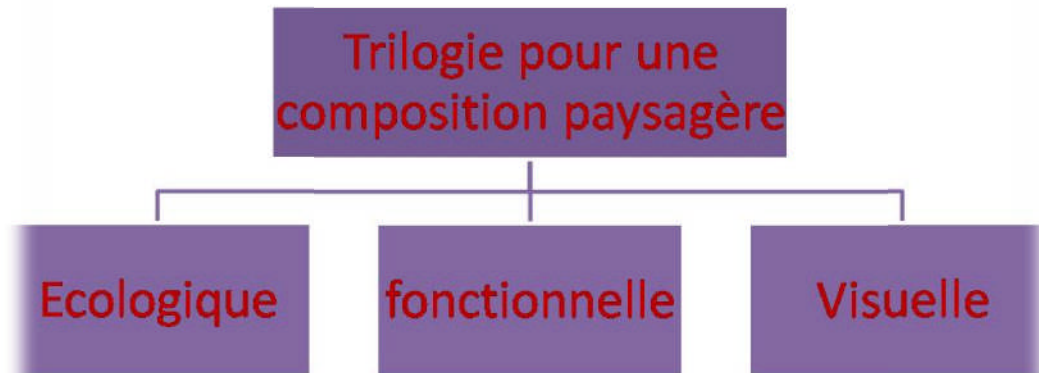 Trilogie pour une
composition paysagère
Ecologique
fonctionnelle
Visuelle